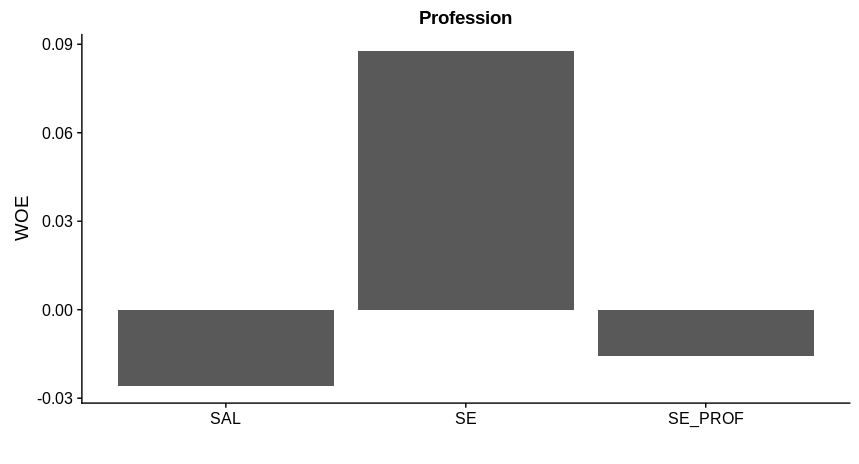 Profession
0.09
0.06
0.03
0.00
-0.03
WOE
SAL SE SE_PROF